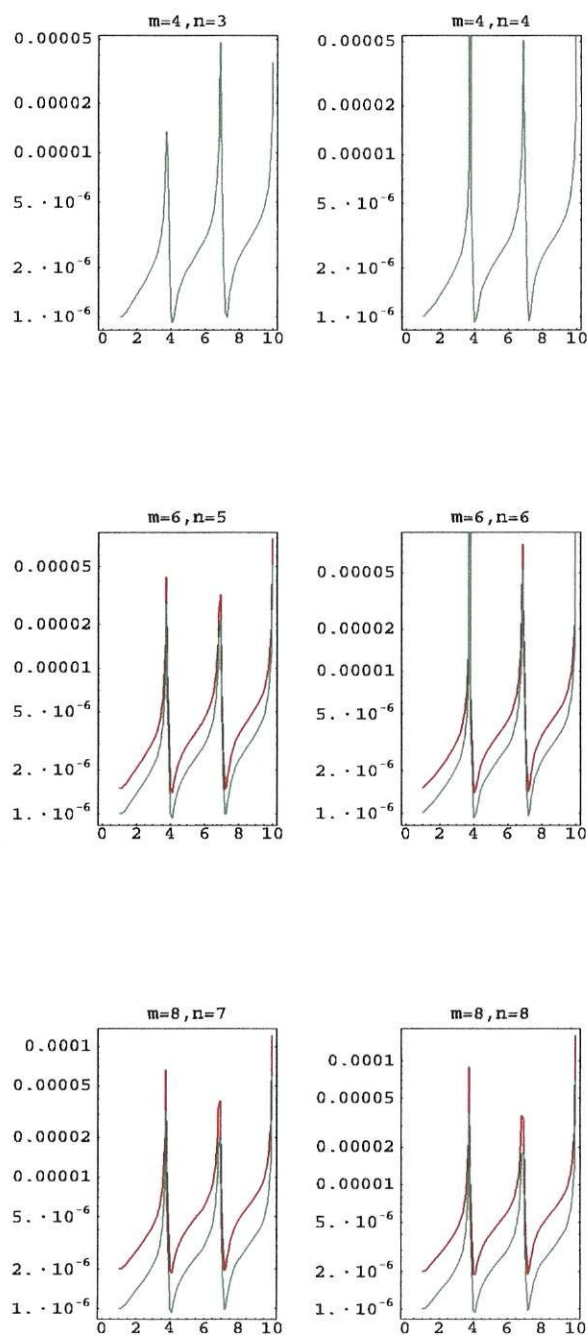 m=4,n=3
0.00005
0.00002
0.00001
5. · 10⁻⁶
2. · 10⁻⁶
1. · 10⁻⁶
0 2 4 6 8 10
m=4,n=4
0.00005
0.00002
0.00001
5. · 10⁻⁶
2. · 10⁻⁶
1. · 10⁻⁶
0 2 4 6 8 10
m=6,n=5
0.00005
0.00002
0.00001
5. · 10⁻⁶
2. · 10⁻⁶
1. · 10⁻⁶
0 2 4 6 8 10
m=6,n=6
0.00005
0.00002
0.00001
5. · 10⁻⁶
2. · 10⁻⁶
1. · 10⁻⁶
0 2 4 6 8 10
m=8,n=7
0.0001
0.00005
0.00002
0.00001
5. · 10⁻⁶
2. · 10⁻⁶
1. · 10⁻⁶
0 2 4 6 8 10
m=8,n=8
0.0001
0.00005
0.00002
0.00001
5. · 10⁻⁶
2. · 10⁻⁶
1. · 10⁻⁶
0 2 4 6 8 10